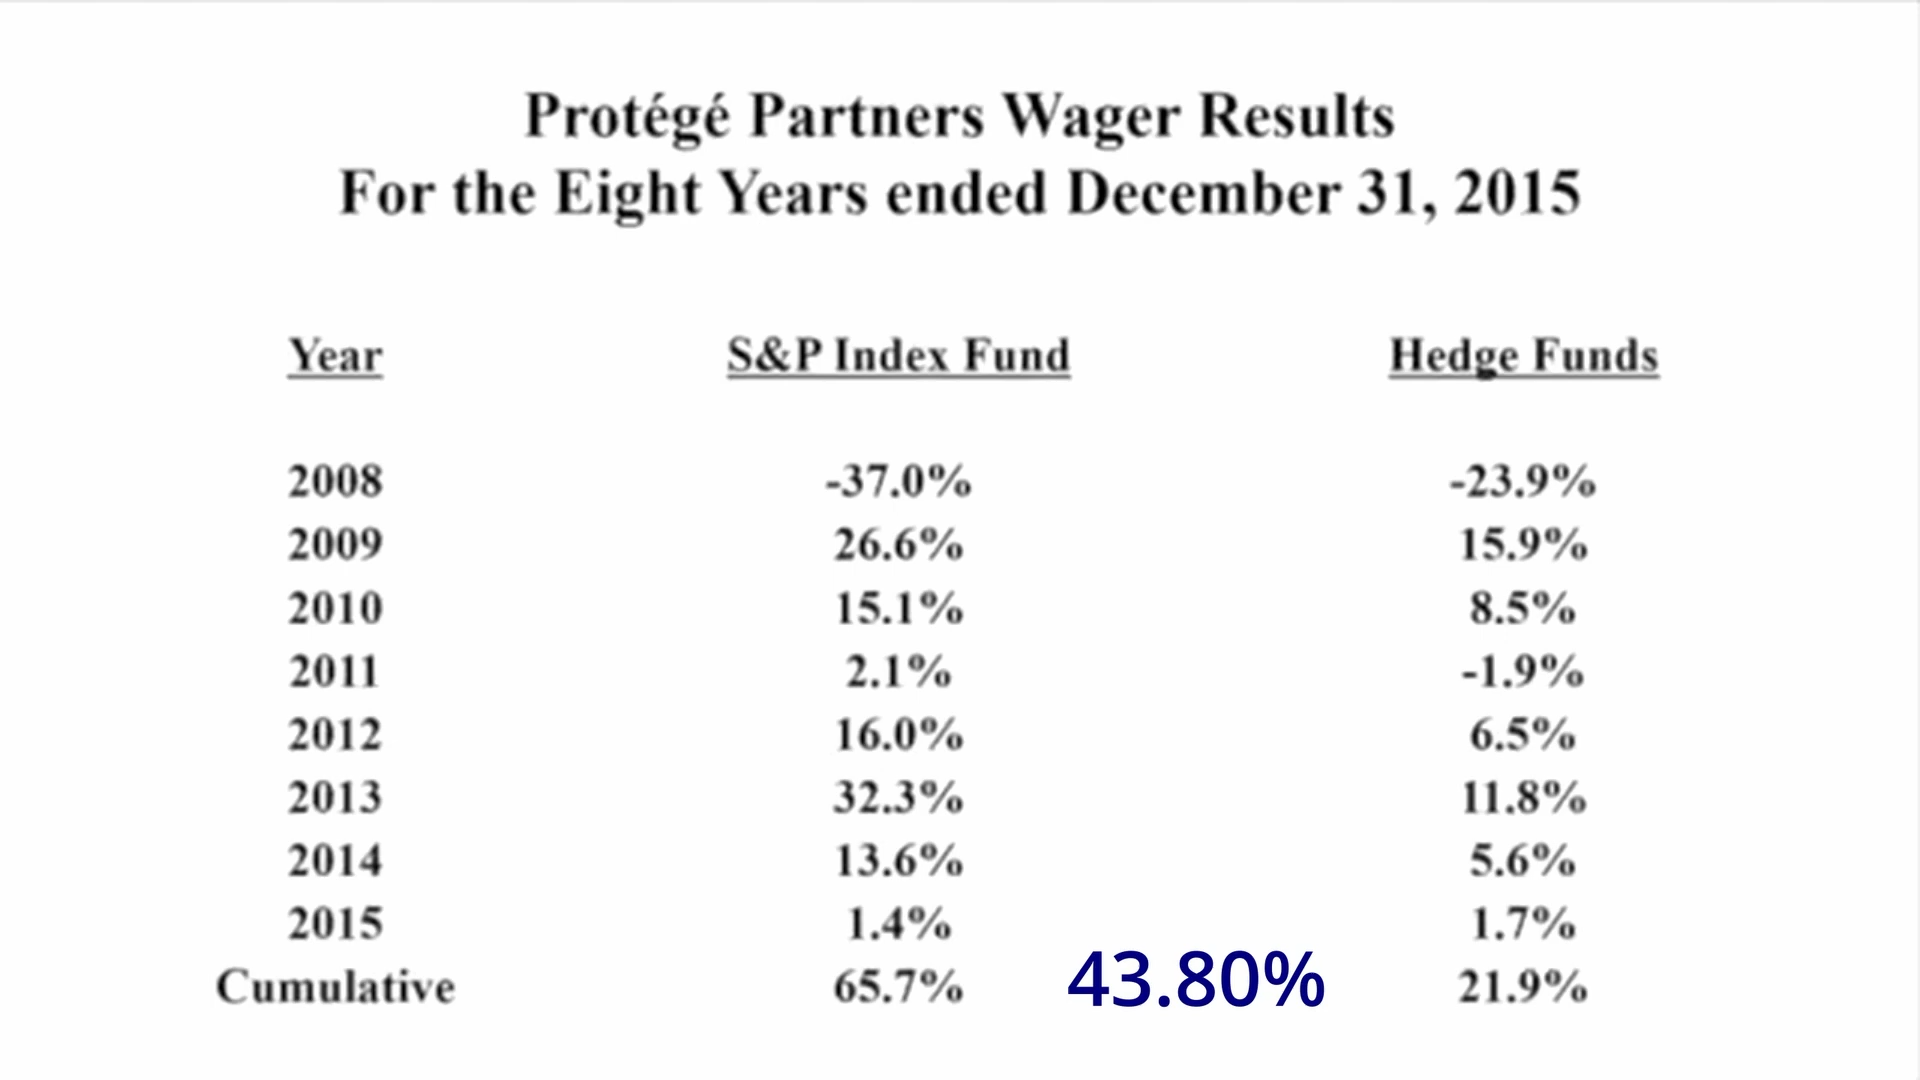 Protégé Partners Wager Results
For the Eight Years ended December 31, 2015
Year S&P Index Fund Hedge Funds
2008 -37.0% -23.9%
2009 26.6% 15.9%
2010 15.1% 8.5%
2011 2.1% -1.9%
2012 16.0% 6.5%
2013 32.3% 11.8%
2014 13.6% 5.6%
2015 1.4% 1.7%
Cumulative 65.7% 43.80% 21.9%